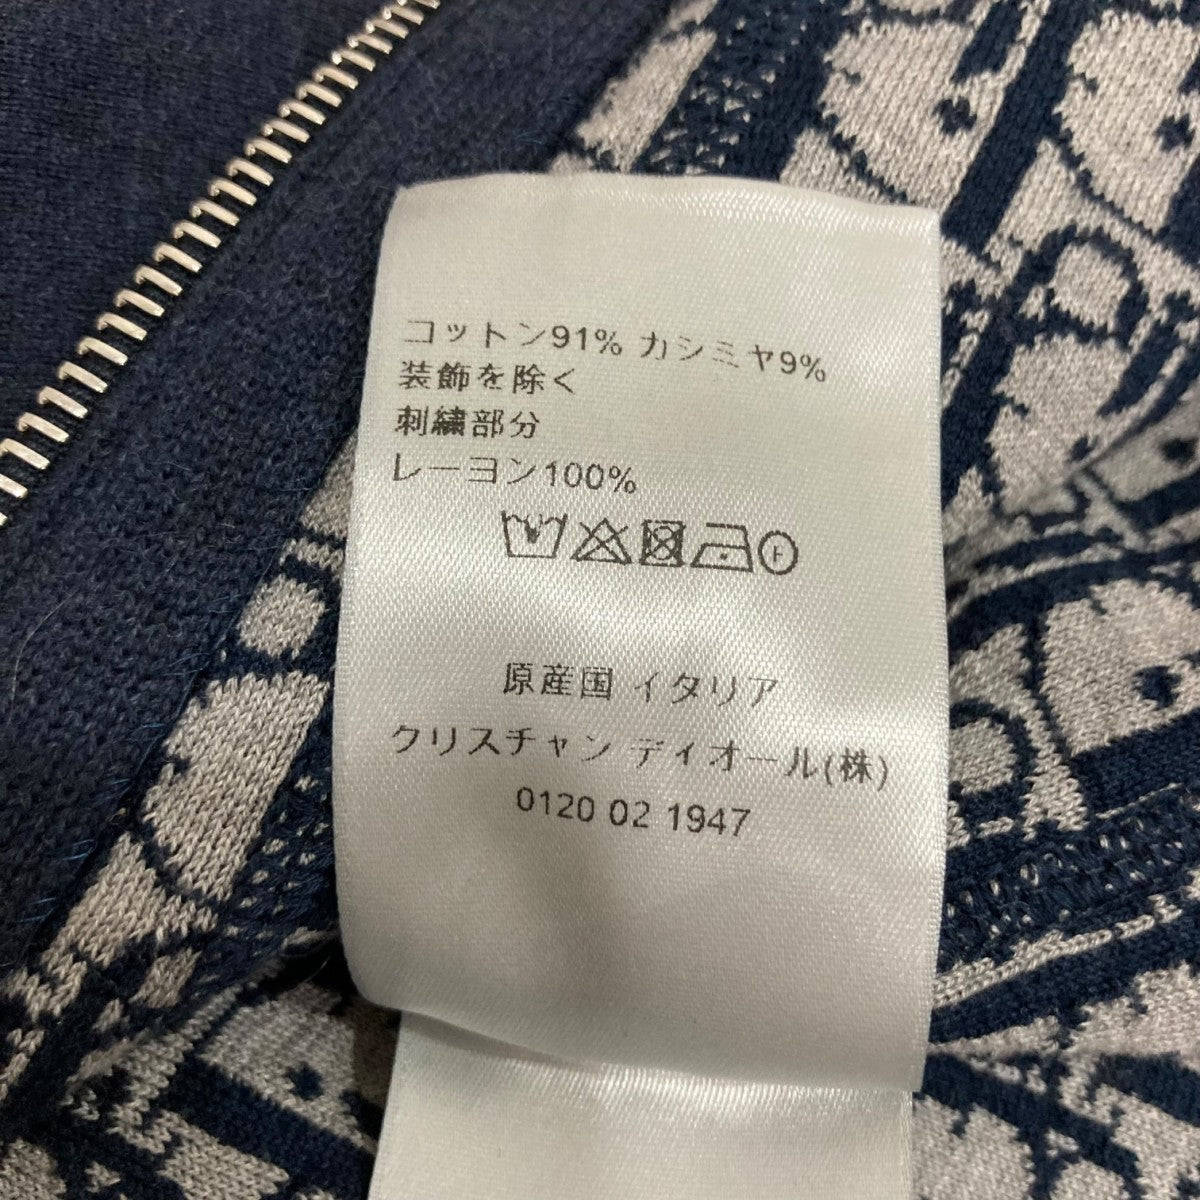 コットン91% カシミヤ9%
装飾を除く
刺繍部分
レーヨン100%
F
原産国 イタリア
クリスチャン ディオール(株)
0120 02 1947